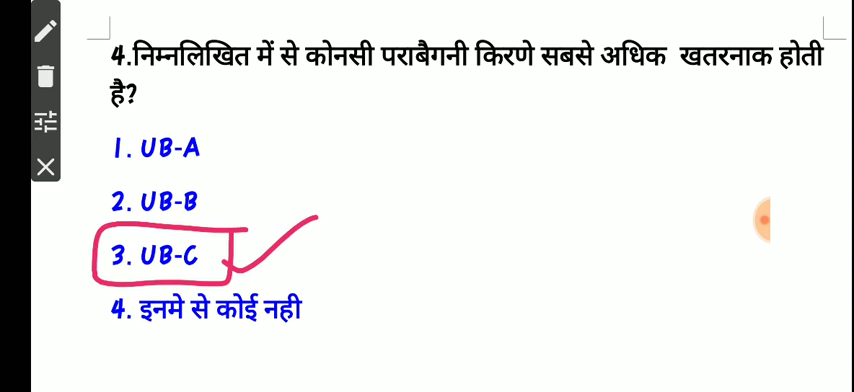 4.निम्नलिखित में से कोनसी पराबैगनी किरणे सबसे अधिक खतरनाक होती
है?
1. UB-A
2. UB-B
3. UB-C
4. इनमे से कोई नही